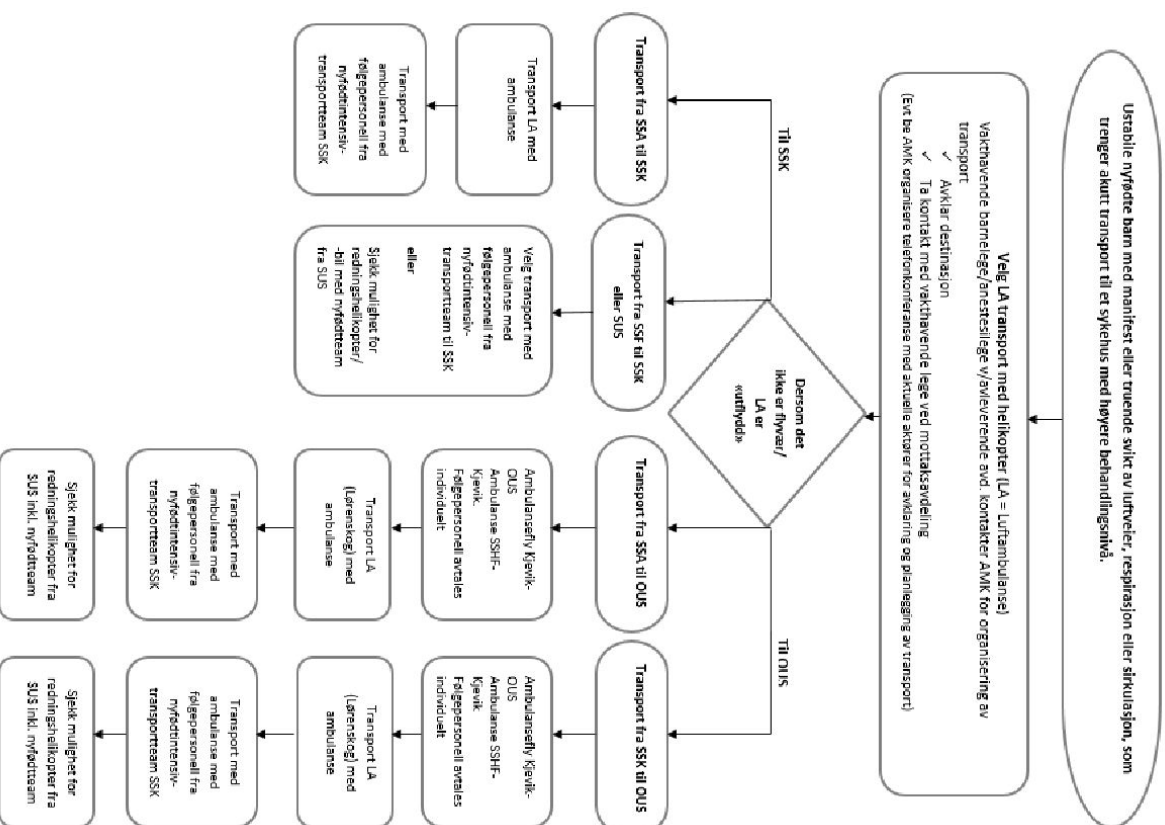 Ustabile nyfødte barn med manifest eller truende svikt av luftveier, respirasjon eller sirkulasjon, som
trenger akutt transport til et sykehus med høyere behandlingsnivå.
Velg LA transport med helikopter (LA = Luftambulanse)
Vakthavende barnelege/anestesilege v/avleverende avd. kontakter AMK for organisering av
transport
✓ Avklar destinasjon
✓ Ta kontakt med vakthavende lege ved mottaksavdeling
(Evt be AMK organisere telefonkonferanse med aktuelle aktører for avklaring og planlegging av transport)
Dersom det
ikke er flyvær/
LA er
«utflydd»
Til SSK
Til OUS
Transport fra SSA til SSK
Transport LA med
ambulanse
Transport med
ambulanse med
følgepersonell fra
nyfødtintensiv-
transportteam SSK
Transport fra SSF til SSK
eller SUS
Velg transport med
ambulanse med
følgepersonell fra
nyfødtintensiv-
transportteam til SSK
eller
Sjekk mulighet for
redningshelikopter/
-bil med nyfødtteam
fra SUS
Transport fra SSA til OUS
Ambulansefly Kjevik-
OUS
Ambulanse SSHF-
Kjevik.
Følgepersonell avtales
individuelt
Transport LA
(Lørenskog) med
ambulanse
Transport med
ambulanse med
følgepersonell fra
nyfødtintensiv-
transportteam SSK
Sjekk mulighet for
redningshelikopter fra
SUS inkl. nyfødtteam
Transport fra SSK til OUS
Ambulansefly Kjevik-
OUS
Ambulanse SSHF-
Kjevik
Følgepersonell avtales
individuelt
Transport LA
(Lørenskog) med
ambulanse
Transport med
ambulanse med
følgepersonell fra
nyfødtintensiv-
transportteam SSK
Sjekk mulighet for
redningshelikopter fra
SUS inkl. nyfødtteam